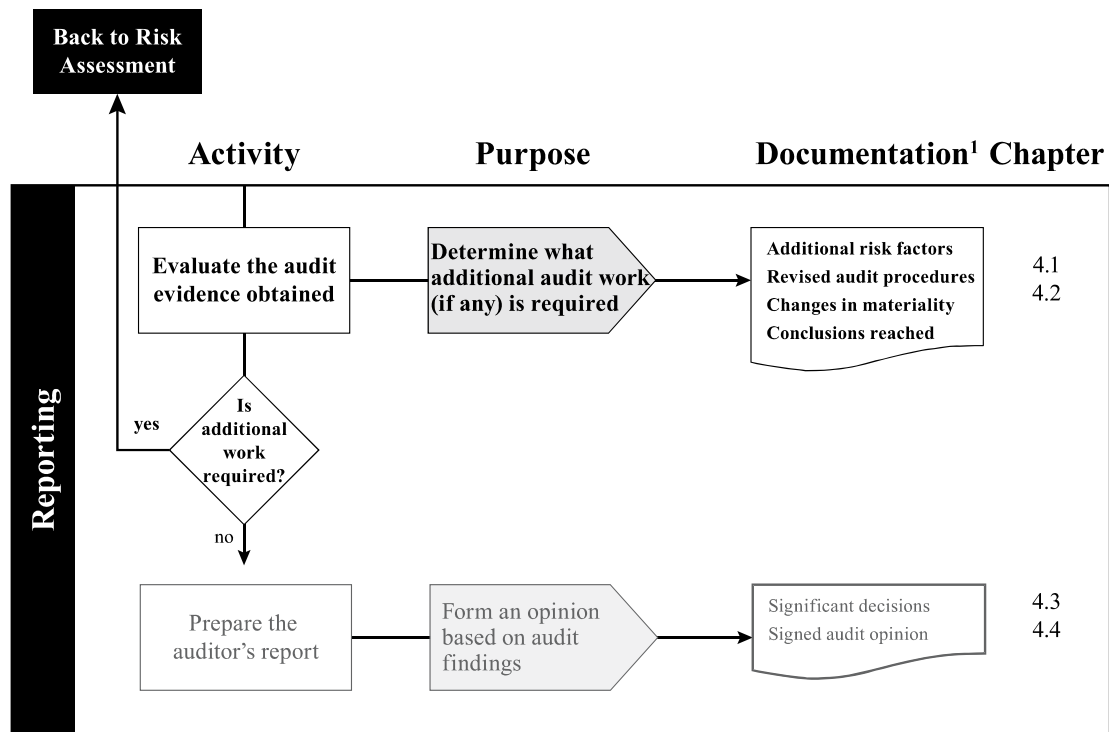 Back to Risk
Assessment
Activity
Purpose
Documentation¹
Chapter
Reporting
Evaluate the audit
evidence obtained
Determine what
additional audit work
(if any) is required
Additional risk factors
Revised audit procedures
Changes in materiality
Conclusions reached
4.1
4.2
Is
additional
work
required?
yes
no
Prepare the
auditor’s report
Form an opinion
based on audit
findings
Significant decisions
Signed audit opinion
4.3
4.4